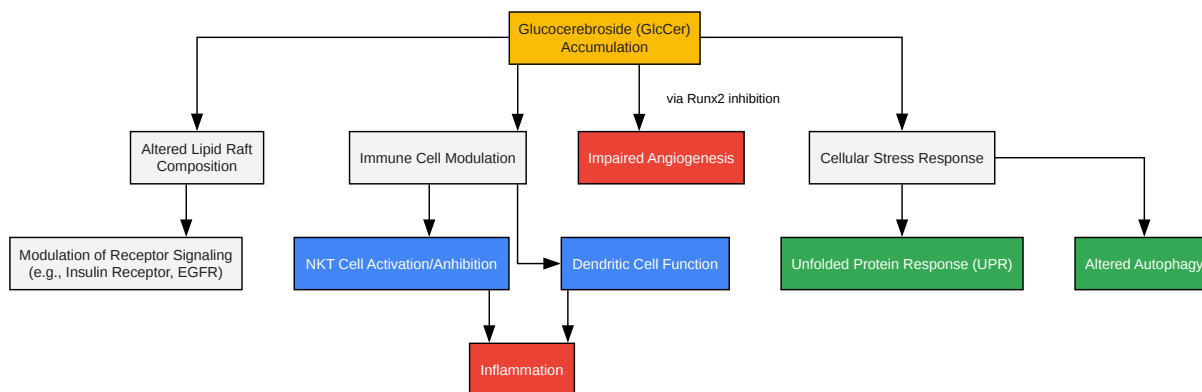 Glucocerebroside (GlcCer)
Accumulation
via Runx2 inhibition
Altered Lipid Raft
Composition
Immune Cell Modulation
Impaired Angiogenesis
Cellular Stress Response
Modulation of Receptor Signaling
(e.g., Insulin Receptor, EGFR)
NKT Cell Activation/Anhibition
Dendritic Cell Function
Unfolded Protein Response (UPR)
Altered Autophagy
Inflammation